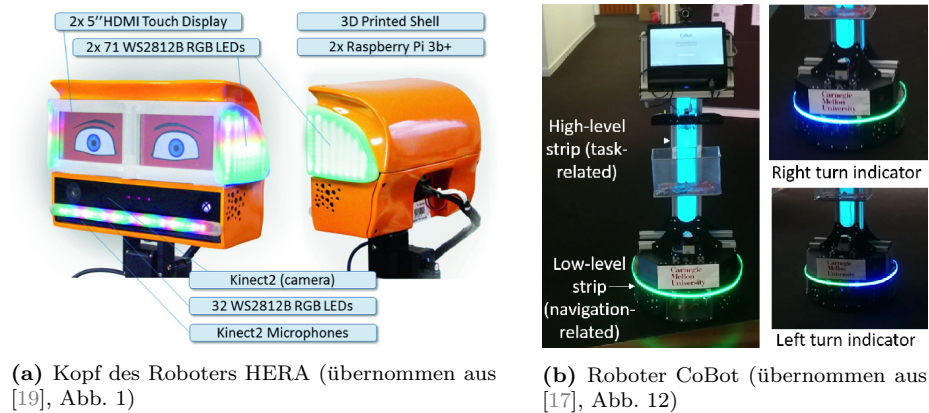 2x 5’’HDMI Touch Display
2x 71 WS2812B RGB LEDs
3D Printed Shell
2x Raspberry Pi 3b+
Kinect2 (camera)
32 WS2812B RGB LEDs
Kinect2 Microphones
(a) Kopf des Roboters HERA (übernommen aus
[19], Abb. 1)
High-level
strip (task-
related)
Low-level
strip
(navigation-
related)
Carnegie
Mellon
University
Carnegie
Mellon
University
Right turn indicator
Carnegie
Mellon
University
Left turn indicator
(b) Roboter CoBot (übernommen aus
[17], Abb. 12)